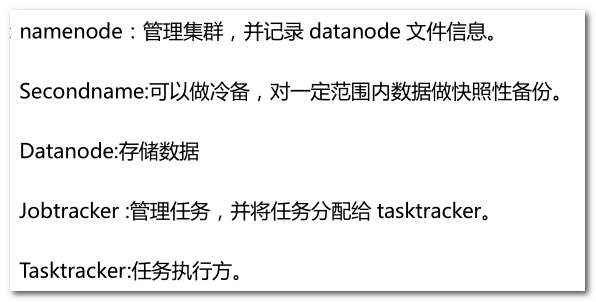 namenode：管理集群，并记录 datanode 文件信息。
Secondname:可以做冷备，对一定范围内数据做快照性备份。
Datanode:存储数据
Jobtracker :管理任务，并将任务分配给 tasktracker。
Tasktracker:任务执行方。